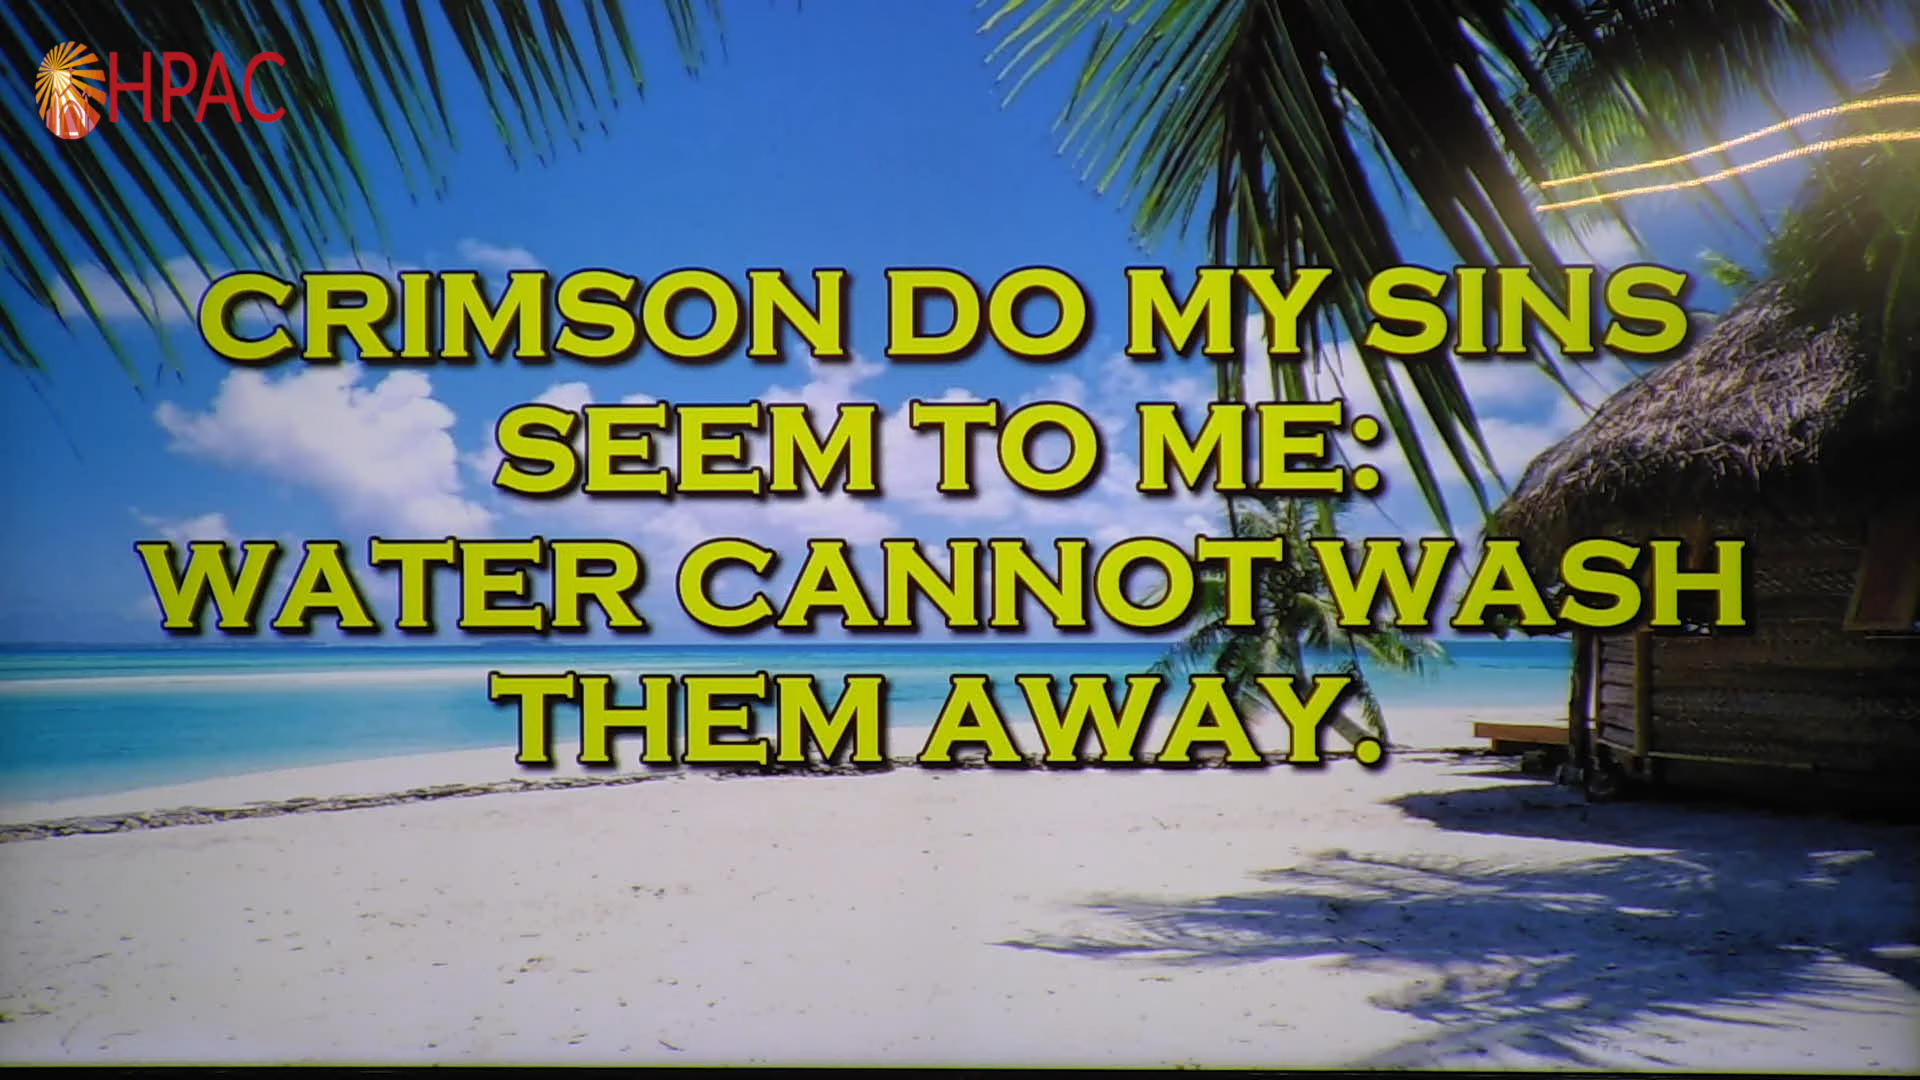 HPAC
CRIMSON DO MY SINS
SEEM TO ME:
WATER CANNOT WASH
THEM AWAY.